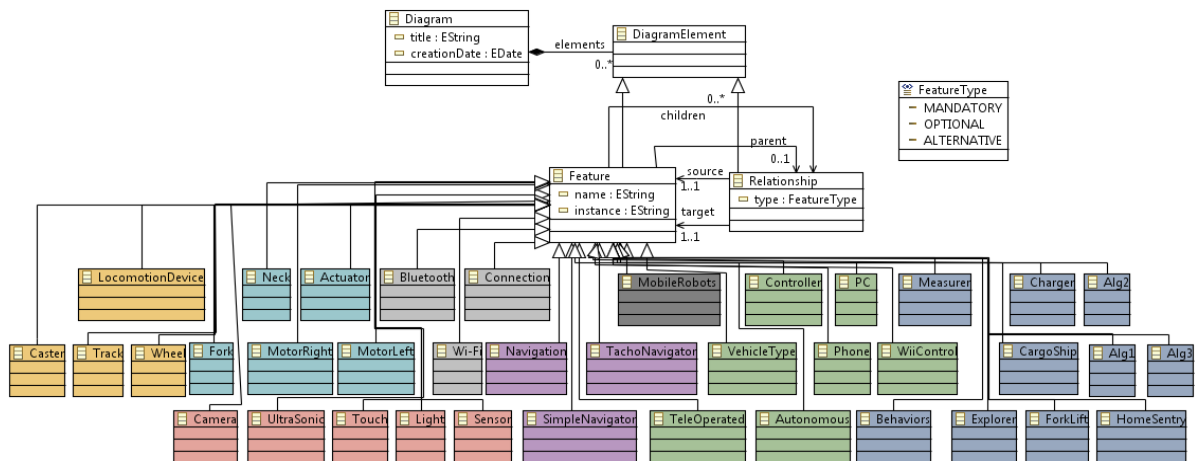 Diagram
title : EString
creationDate : EDate
elements
0..*
DiagramElement
FeatureType
MANDATORY
OPTIONAL
ALTERNATIVE
0..*
children
parent
0..1
Feature
name : EString
instance : EString
source
1..1
target
1..1
Relationship
type : FeatureType
LocomotionDevice
Neck
Actuator
Bluetooth
Connection
MobileRobots
Controller
PC
Measurer
Charger
Alg2
Caster
Track
Wheel
Fork
MotorRight
MotorLeft
Wi-Fi
Navigation
TachoNavigator
VehicleType
Phone
WiiControl
CargoShip
Alg1
Alg3
Camera
UltraSonic
Touch
Light
Sensor
SimpleNavigator
TeleOperated
Autonomous
Behaviors
Explorer
ForkLift
HomeSentry